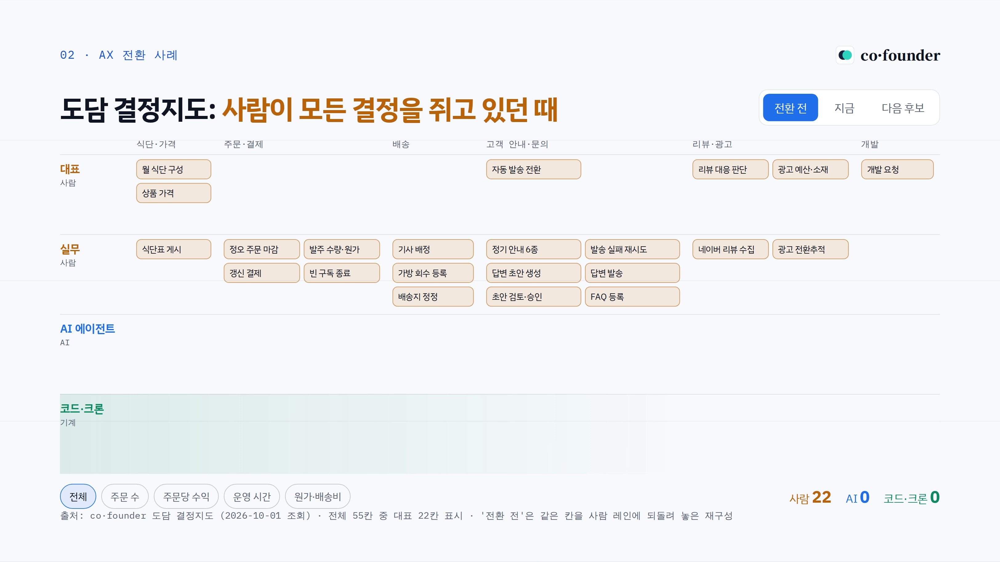 02 · AX 전환 사례
co·founder
도담 결정지도: 사람이 모든 결정을 쥐고 있던 때
전환 전 지금 다음 후보
식단·가격 주문·결제 배송 고객 안내·문의 리뷰·광고 개발
대표
사람
월 식단 구성 자동 발송 전환 리뷰 대응 판단 광고 예산·소재 개발 요청
상품 가격
실무
사람
식단표 게시 정오 주문 마감 발주 수량·원가 기사 배정 정기 안내 6종 발송 실패 재시도 네이버 리뷰 수집 광고 전환추적
갱신 결제 빈 구독 종료 가방 회수 등록 답변 초안 생성 답변 발송
배송지 정정 초안 검토·승인 FAQ 등록
AI 에이전트
AI
코드·크론
기계
전체 주문 수 주문당 수익 운영 시간 원가·배송비
사람 22 AI 0 코드·크론 0
출처: co·founder 도담 결정지도 (2026-10-01 조회) · 전체 55칸 중 대표 22칸 표시 · '전환 전'은 같은 칸을 사람 레인에 되돌려 놓은 재구성